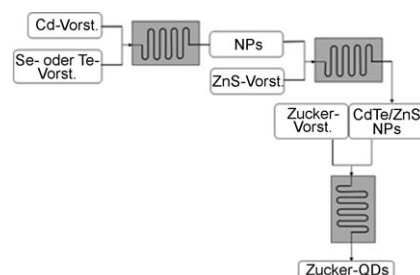 Cd-Vorst.
Se- oder Te-
Vorst.
NPs
ZnS-Vorst.
Zucker-
Vorst.
CdTe/ZnS
NPs
Zucker-QDs